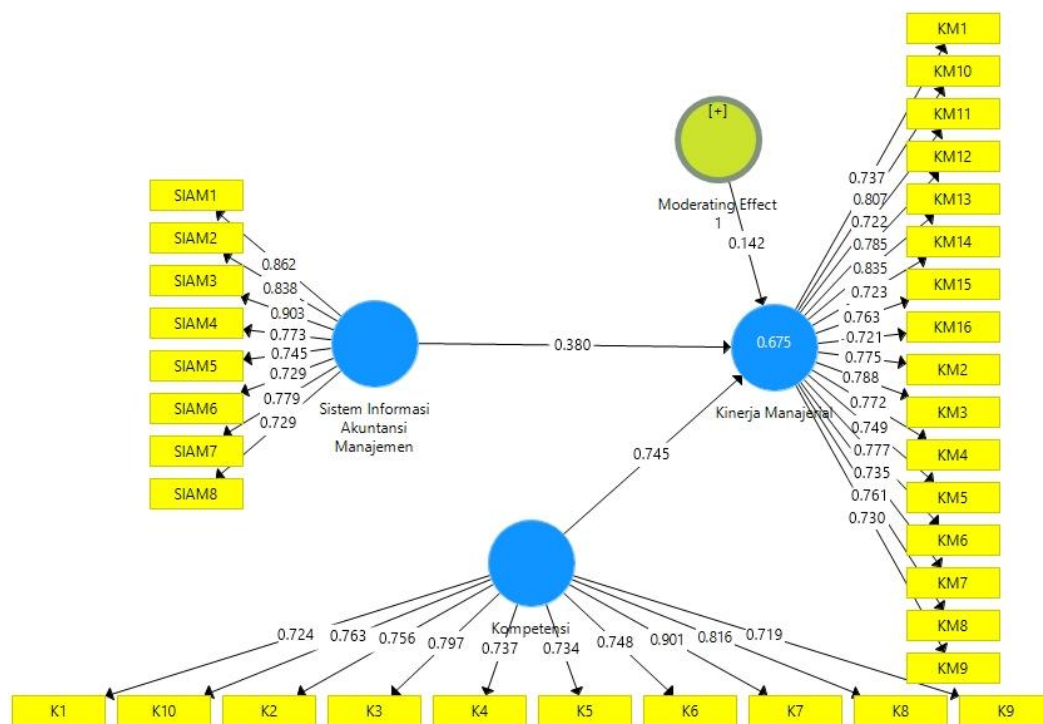 KM1
KM10
KM11
KM12
KM13
KM14
KM15
KM16
KM2
KM3
KM4
KM5
KM6
KM7
KM8
KM9
[+]
Moderating Effect
1
0.142
0.737
0.807
0.722
0.785
0.835
0.723
0.763
0.721
0.775
0.788
0.772
0.749
0.777
0.735
0.761
0.730
SIAM1
SIAM2
SIAM3
SIAM4
SIAM5
SIAM6
SIAM7
SIAM8
0.862
0.838
0.903
0.773
0.745
0.729
0.779
0.729
Sistem Informasi
Akuntansi
Manajemen
0.380
0.675
Kinerja Manajerial
0.745
Kompetensi
0.724
0.763
0.756
0.797
0.737
0.734
0.748
0.901
0.816
0.719
K1
K10
K2
K3
K4
K5
K6
K7
K8
K9